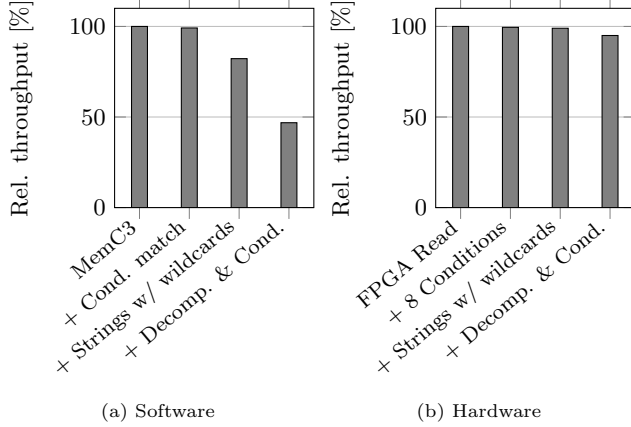 Rel. throughput [%]
100
50
0
MemC3
+ Cond. match
+ Strings w/ wildcards
+ Decomp. & Cond.
(a) Software
Rel. throughput [%]
100
50
0
FPGA Read
+ 8 Conditions
+ Strings w/ wildcards
+ Decomp. & Cond.
(b) Hardware